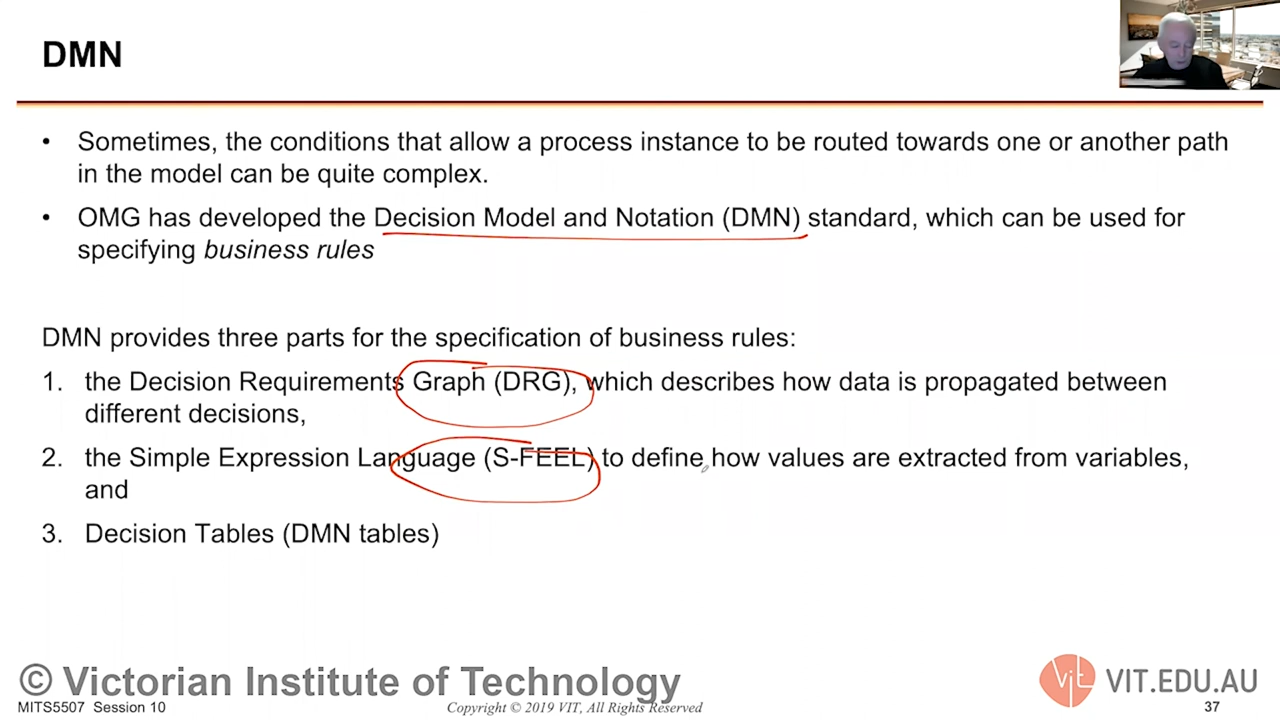 DMN
• Sometimes, the conditions that allow a process instance to be routed towards one or another path
in the model can be quite complex.
• OMG has developed the Decision Model and Notation (DMN) standard, which can be used for
specifying business rules
DMN provides three parts for the specification of business rules:
1. the Decision Requirements Graph (DRG), which describes how data is propagated between
different decisions,
2. the Simple Expression Language (S-FEEL) to define how values are extracted from variables,
and
3. Decision Tables (DMN tables)
© Victorian Institute of Technology
MITS5507 Session 10
Copyright © 2019 VIT, All Rights Reserved
vit VIT.EDU.AU
37